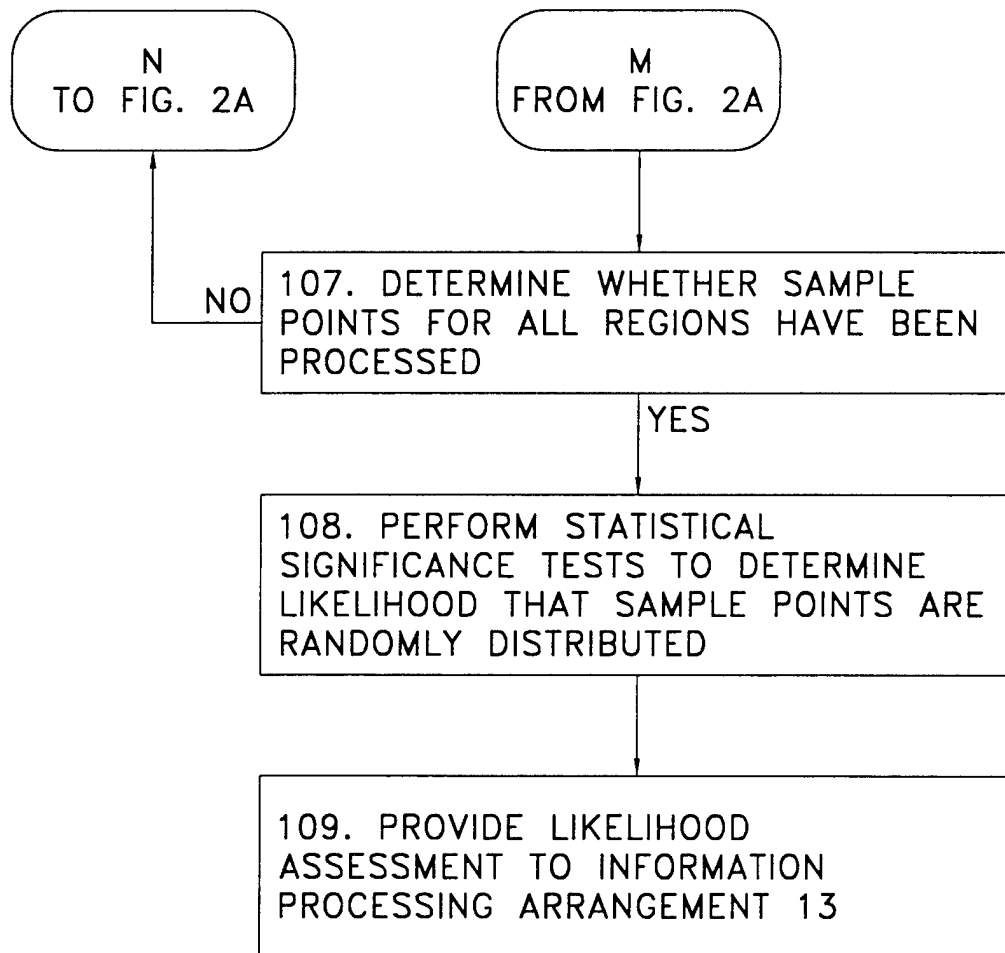 N
TO FIG. 2A
M
FROM FIG. 2A
NO
107. DETERMINE WHETHER SAMPLE
POINTS FOR ALL REGIONS HAVE BEEN
PROCESSED
YES
108. PERFORM STATISTICAL
SIGNIFICANCE TESTS TO DETERMINE
LIKELIHOOD THAT SAMPLE POINTS ARE
RANDOMLY DISTRIBUTED
109. PROVIDE LIKELIHOOD
ASSESSMENT TO INFORMATION
PROCESSING ARRANGEMENT 13